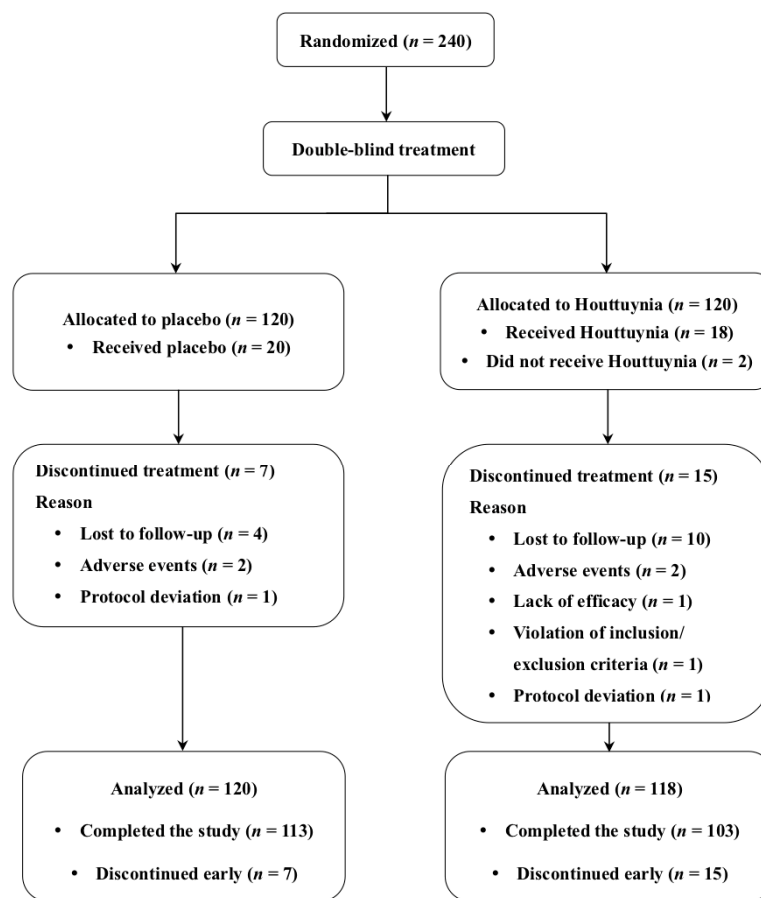 Randomized (n = 240)
Double-blind treatment
Allocated to placebo (n = 120)
• Received placebo (n = 20)
Allocated to Houttuynia (n = 120)
• Received Houttuynia (n = 18)
• Did not receive Houttuynia (n = 2)
Discontinued treatment (n = 7)
Reason
• Lost to follow-up (n = 4)
• Adverse events (n = 2)
• Protocol deviation (n = 1)
Discontinued treatment (n = 15)
Reason
• Lost to follow-up (n = 10)
• Adverse events (n = 2)
• Lack of efficacy (n = 1)
• Violation of inclusion/
exclusion criteria (n = 1)
• Protocol deviation (n = 1)
Analyzed (n = 120)
• Completed the study (n = 113)
• Discontinued early (n = 7)
Analyzed (n = 118)
• Completed the study (n = 103)
• Discontinued early (n = 15)